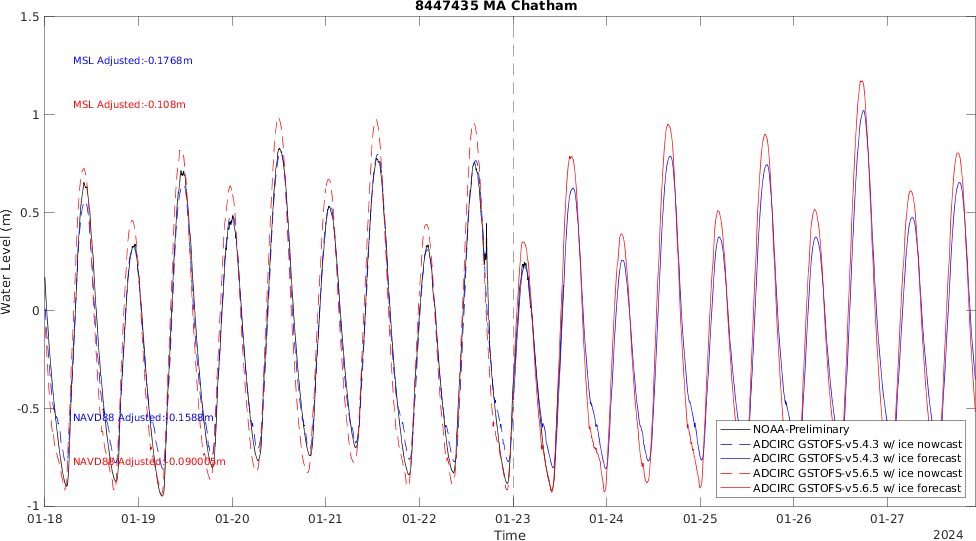 8447435 MA Chatham
1.5
MSL Adjusted:-0.1768m
MSL Adjusted:-0.108m
1
0.5
Water Level (m)
0
-0.5
NAVD88 Adjusted:-0.1588m
NAVD88 Adjusted:-0.090005m
-1
NOAA-Preliminary
ADCIRC GSTOFS-v5.4.3 w/ ice nowcast
ADCIRC GSTOFS-v5.4.3 w/ ice forecast
ADCIRC GSTOFS-v5.6.5 w/ ice nowcast
ADCIRC GSTOFS-v5.6.5 w/ ice forecast
01-18 01-19 01-20 01-21 01-22 01-23 01-24 01-25 01-26 01-27
Time
2024